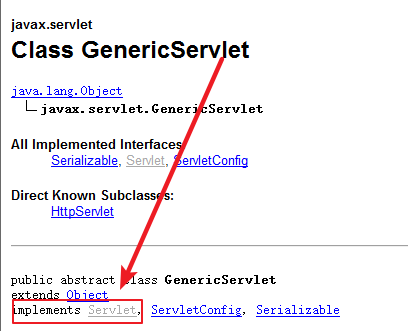 javax.servlet
Class GenericServlet
java.lang.Object
javax.servlet.GenericServlet
All Implemented Interfaces:
Serializable, Servlet, ServletConfig
Direct Known Subclasses:
HttpServlet
public abstract class GenericServlet
extends Object
implements Servlet, ServletConfig, Serializable